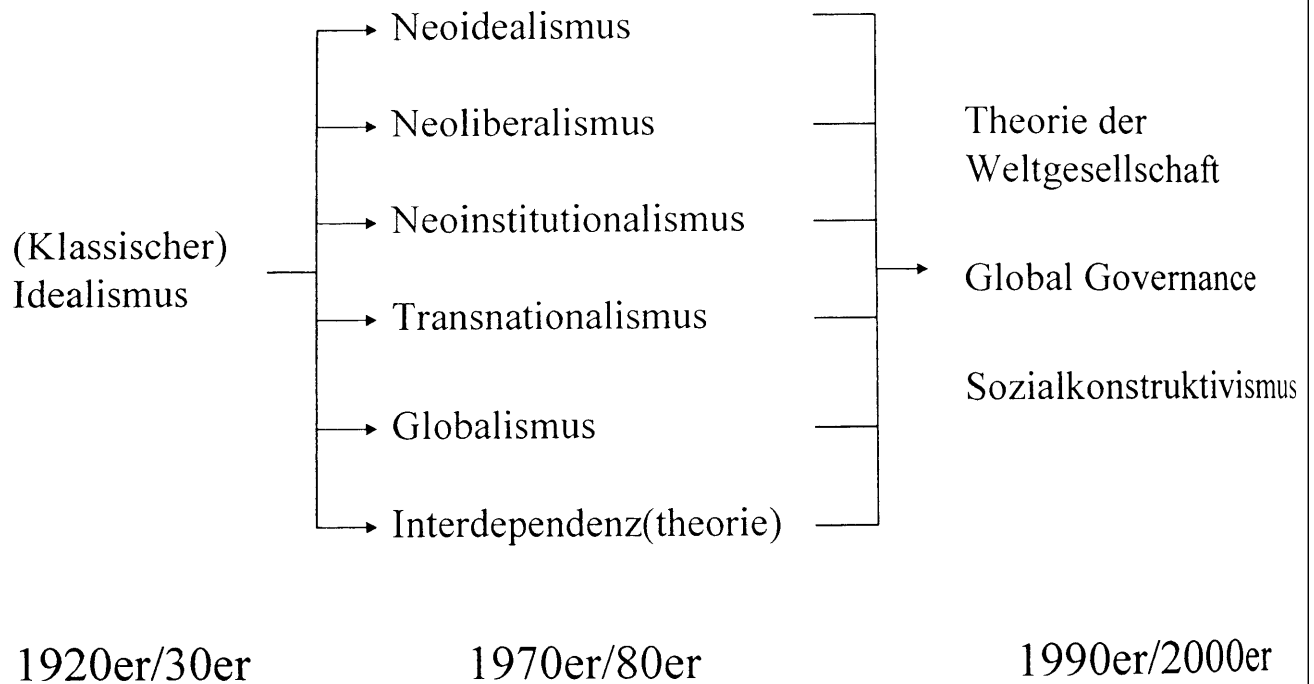 (Klassischer)
Idealismus
Neoidealismus
Neoliberalismus
Neoinstitutionalismus
Transnationalismus
Globalismus
Interdependenz(theorie)
Theorie der
Weltgesellschaft
Global Governance
Sozialkonstruktivismus
1920er/30er
1970er/80er
1990er/2000er